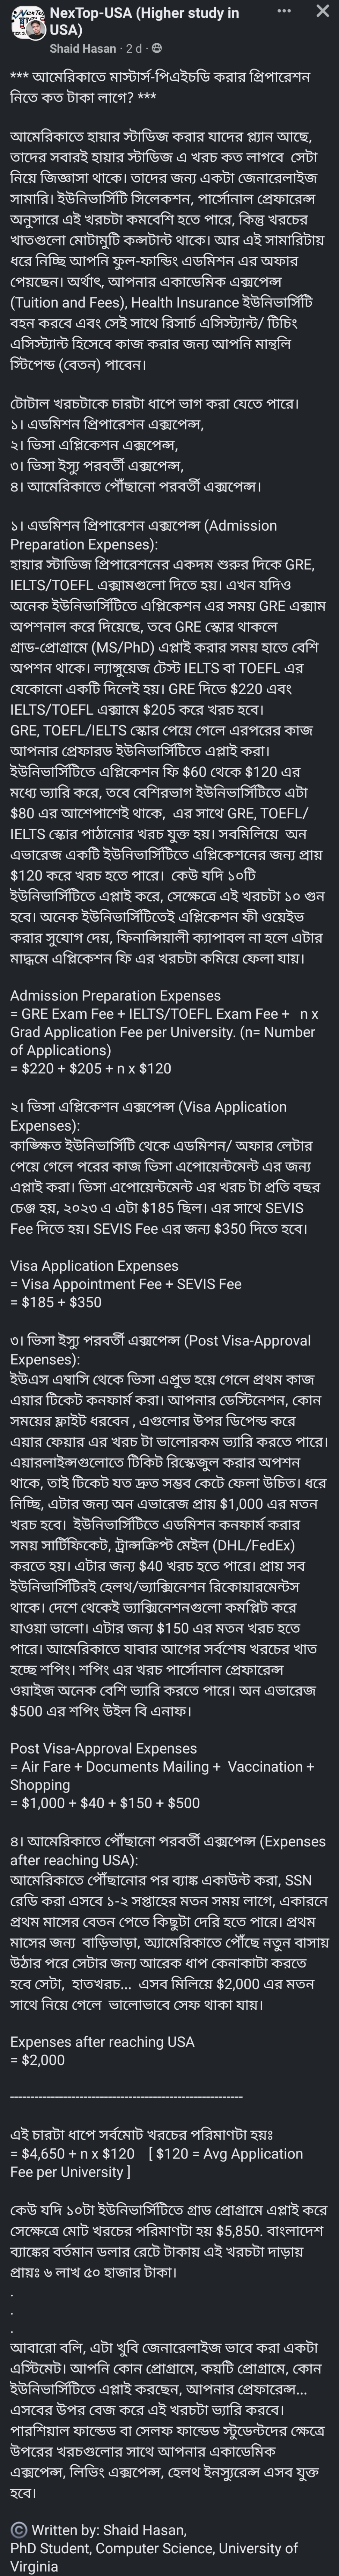 NexTop-USA (Higher study in
USA)
Shaid Hasan · 2 d ·
*** আমেরিকাতে মাস্টার্স-পিএইচডি করার প্রিপারেশন
নিতে কত টাকা লাগে? ***
আমেরিকাতে হায়ার স্টাডিজ করার যাদের প্ল্যান আছে,
তাদের সবারই হায়ার স্টাডিজ এ খরচ কত লাগবে সেটা
নিয়ে জিজ্ঞাসা থাকে। তাদের জন্য একটা জেনারেলাইজ
সামারি। ইউনিভার্সিটি সিলেকশন, পার্সোনাল প্রেফারেন্স
অনুসারে এই খরচটা কমবেশি হতে পারে, কিন্তু খরচের
খাতগুলো মোটামুটি কন্সটান্ট থাকে। আর এই সামারিটায়
ধরে নিচ্ছি আপনি ফুল-ফান্ডিং এডমিশন এর অফার
পেয়ছেন। অর্থাৎ, আপনার একাডেমিক এক্সপেন্স
(Tuition and Fees), Health Insurance ইউনিভার্সিটি
বহন করবে এবং সেই সাথে রিসার্চ এসিস্ট্যান্ট/ টিচিং
এসিস্ট্যান্ট হিসেবে কাজ করার জন্য আপনি মান্থলি
স্টিপেন্ড (বেতন) পাবেন।
টোটাল খরচটাকে চারটা ধাপে ভাগ করা যেতে পারে।
১। এডমিশন প্রিপারেশন এক্সপেন্স,
২। ভিসা এপ্লিকেশন এক্সপেন্স,
৩। ভিসা ইস্যু পরবর্তী এক্সপেন্স,
৪। আমেরিকাতে পৌঁছানো পরবর্তী এক্সপেন্স।
১। এডমিশন প্রিপারেশন এক্সপেন্স (Admission
Preparation Expenses):
হায়ার স্টাডিজ প্রিপারেশনের একদম শুরুর দিকে GRE,
IELTS/TOEFL এক্সামগুলো দিতে হয়। এখন যদিও
অনেক ইউনিভার্সিটিতে এপ্লিকেশন এর সময় GRE এক্সাম
অপশনাল করে দিয়েছে, তবে GRE স্কোর থাকলে
গ্রাড-প্রোগ্রামে (MS/PhD) এপ্লাই করার সময় হাতে বেশি
অপশন থাকে। ল্যাঙ্গুয়েজ টেস্ট IELTS বা TOEFL এর
যেকোনো একটি দিলেই হয়। GRE দিতে $220 এবং
IELTS/TOEFL এক্সামে $205 করে খরচ হবে।
GRE, TOEFL/IELTS স্কোর পেয়ে গেলে এরপরের কাজ
আপনার প্রেফারড ইউনিভার্সিটিতে এপ্লাই করা।
ইউনিভার্সিটিতে এপ্লিকেশন ফি $60 থেকে $120 এর
মধ্যে ভ্যারি করে, তবে বেশিরভাগ ইউনিভার্সিটিতে এটা
$80 এর আশেপাশেই থাকে, এর সাথে GRE, TOEFL/
IELTS স্কোর পাঠানোর খরচ যুক্ত হয়। সবমিলিয়ে অন
এভারেজ একটি ইউনিভার্সিটিতে এপ্লিকেশনের জন্য প্রায়
$120 করে খরচ হতে পারে। কেউ যদি ১০টি
ইউনিভার্সিটিতে এপ্লাই করে, সেক্ষেত্রে এই খরচটা ১০ গুন
হবে। অনেক ইউনিভার্সিটিতেই এপ্লিকেশন ফী ওয়েইভ
করার সুযোগ দেয়, ফিনান্সিয়ালী ক্যাপাবল না হলে এটার
মাদ্ধমে এপ্লিকেশন ফি এর খরচটা কমিয়ে ফেলা যায়।
Admission Preparation Expenses
= GRE Exam Fee + IELTS/TOEFL Exam Fee + n x
Grad Application Fee per University. (n= Number
of Applications)
= $220 + $205 + n x $120
২। ভিসা এপ্লিকেশন এক্সপেন্স (Visa Application
Expenses):
কাঙ্ক্ষিত ইউনিভার্সিটি থেকে এডমিশন/ অফার লেটার
পেয়ে গেলে পরের কাজ ভিসা এপোয়েন্টমেন্ট এর জন্য
এপ্লাই করা। ভিসা এপোয়েন্টমেন্ট এর খরচ টা প্রতি বছর
চেঞ্জ হয়, ২০২৩ এ এটা $185 ছিল। এর সাথে SEVIS
Fee দিতে হয়। SEVIS Fee এর জন্য $350 দিতে হবে।
Visa Application Expenses
= Visa Appointment Fee + SEVIS Fee
= $185 + $350
৩। ভিসা ইস্যু পরবর্তী এক্সপেন্স (Post Visa-Approval
Expenses):
ইউএস এম্বাসি থেকে ভিসা এপ্রুভ হয়ে গেলে প্রথম কাজ
এয়ার টিকেট কনফার্ম করা। আপনার ডেস্টিনেশন, কোন
সময়ের ফ্লাইট ধরবেন , এগুলোর উপর ডিপেন্ড করে
এয়ার ফেয়ার এর খরচ টা ভালোরকম ভ্যারি করতে পারে।
এয়ারলাইন্সগুলোতে টিকিট রিস্কেজুল করার অপশন
থাকে, তাই টিকেট যত দ্রুত সম্ভব কেটে ফেলা উচিত। ধরে
নিচ্ছি, এটার জন্য অন এভারেজ প্রায় $1,000 এর মতন
খরচ হবে। ইউনিভার্সিটিতে এডমিশন কনফার্ম করার
সময় সার্টিফিকেট, ট্রান্সক্রিপ্ট মেইল (DHL/FedEx)
করতে হয়। এটার জন্য $40 খরচ হতে পারে। প্রায় সব
ইউনিভার্সিটিরই হেলথ/ভ্যাক্সিনেশন রিকোয়ারমেন্টস
থাকে। দেশে থেকেই ভ্যাক্সিনেশনগুলো কমপ্লিট করে
যাওয়া ভালো। এটার জন্য $150 এর মতন খরচ হতে
পারে। আমেরিকাতে যাবার আগের সর্বশেষ খরচের খাত
হচ্ছে শপিং। শপিং এর খরচ পার্সোনাল প্রেফারেন্স
ওয়াইজ অনেক বেশি ভ্যারি করতে পারে। অন এভারেজ
$500 এর শপিং উইল বি এনাফ।
Post Visa-Approval Expenses
= Air Fare + Documents Mailing + Vaccination +
Shopping
= $1,000 + $40 + $150 + $500
৪। আমেরিকাতে পৌঁছানো পরবর্তী এক্সপেন্স (Expenses
after reaching USA):
আমেরিকাতে পৌঁছানোর পর ব্যাঙ্ক একাউন্ট করা, SSN
রেডি করা এসবে ১-২ সপ্তাহের মতন সময় লাগে, একারনে
প্রথম মাসের বেতন পেতে কিছুটা দেরি হতে পারে। প্রথম
মাসের জন্য বাড়িভাড়া, অ্যামেরিকাতে পৌঁছে নতুন বাসায়
উঠার পরে সেটার জন্য আরেক ধাপ কেনাকাটা করতে
হবে সেটা, হাতখরচ... এসব মিলিয়ে $2,000 এর মতন
সাথে নিয়ে গেলে ভালোভাবে সেফ থাকা যায়।
Expenses after reaching USA
= $2,000
---------------------------------------------------------
এই চারটা ধাপে সর্বমোট খরচের পরিমাণটা হয়ঃ
= $4,650 + n x $120 [ $120 = Avg Application
Fee per University ]
কেউ যদি ১০টা ইউনিভার্সিটিতে গ্রাড প্রোগ্রামে এপ্লাই করে
সেক্ষেত্রে মোট খরচের পরিমাণটা হয় $5,850. বাংলাদেশ
ব্যাঙ্কের বর্তমান ডলার রেটে টাকায় এই খরচটা দাড়ায়
প্রায়ঃ ৬ লাখ ৫০ হাজার টাকা।
.
.
.
আবারো বলি, এটা খুবি জেনারেলাইজ ভাবে করা একটা
এস্টিমেট। আপনি কোন প্রোগ্রামে, কয়টি প্রোগ্রামে, কোন
ইউনিভার্সিটিতে এপ্লাই করছেন, আপনার প্রেফারেন্স...
এসবের উপর বেজ করে এই খরচটা ভ্যারি করবে।
পারশিয়াল ফান্ডেড বা সেলফ ফান্ডেড স্টুডেন্টদের ক্ষেত্রে
উপরের খরচগুলোর সাথে আপনার একাডেমিক
এক্সপেন্স, লিভিং এক্সপেন্স, হেলথ ইনস্যুরেন্স এসব যুক্ত
হবে।
© Written by: Shaid Hasan,
PhD Student, Computer Science, University of
Virginia